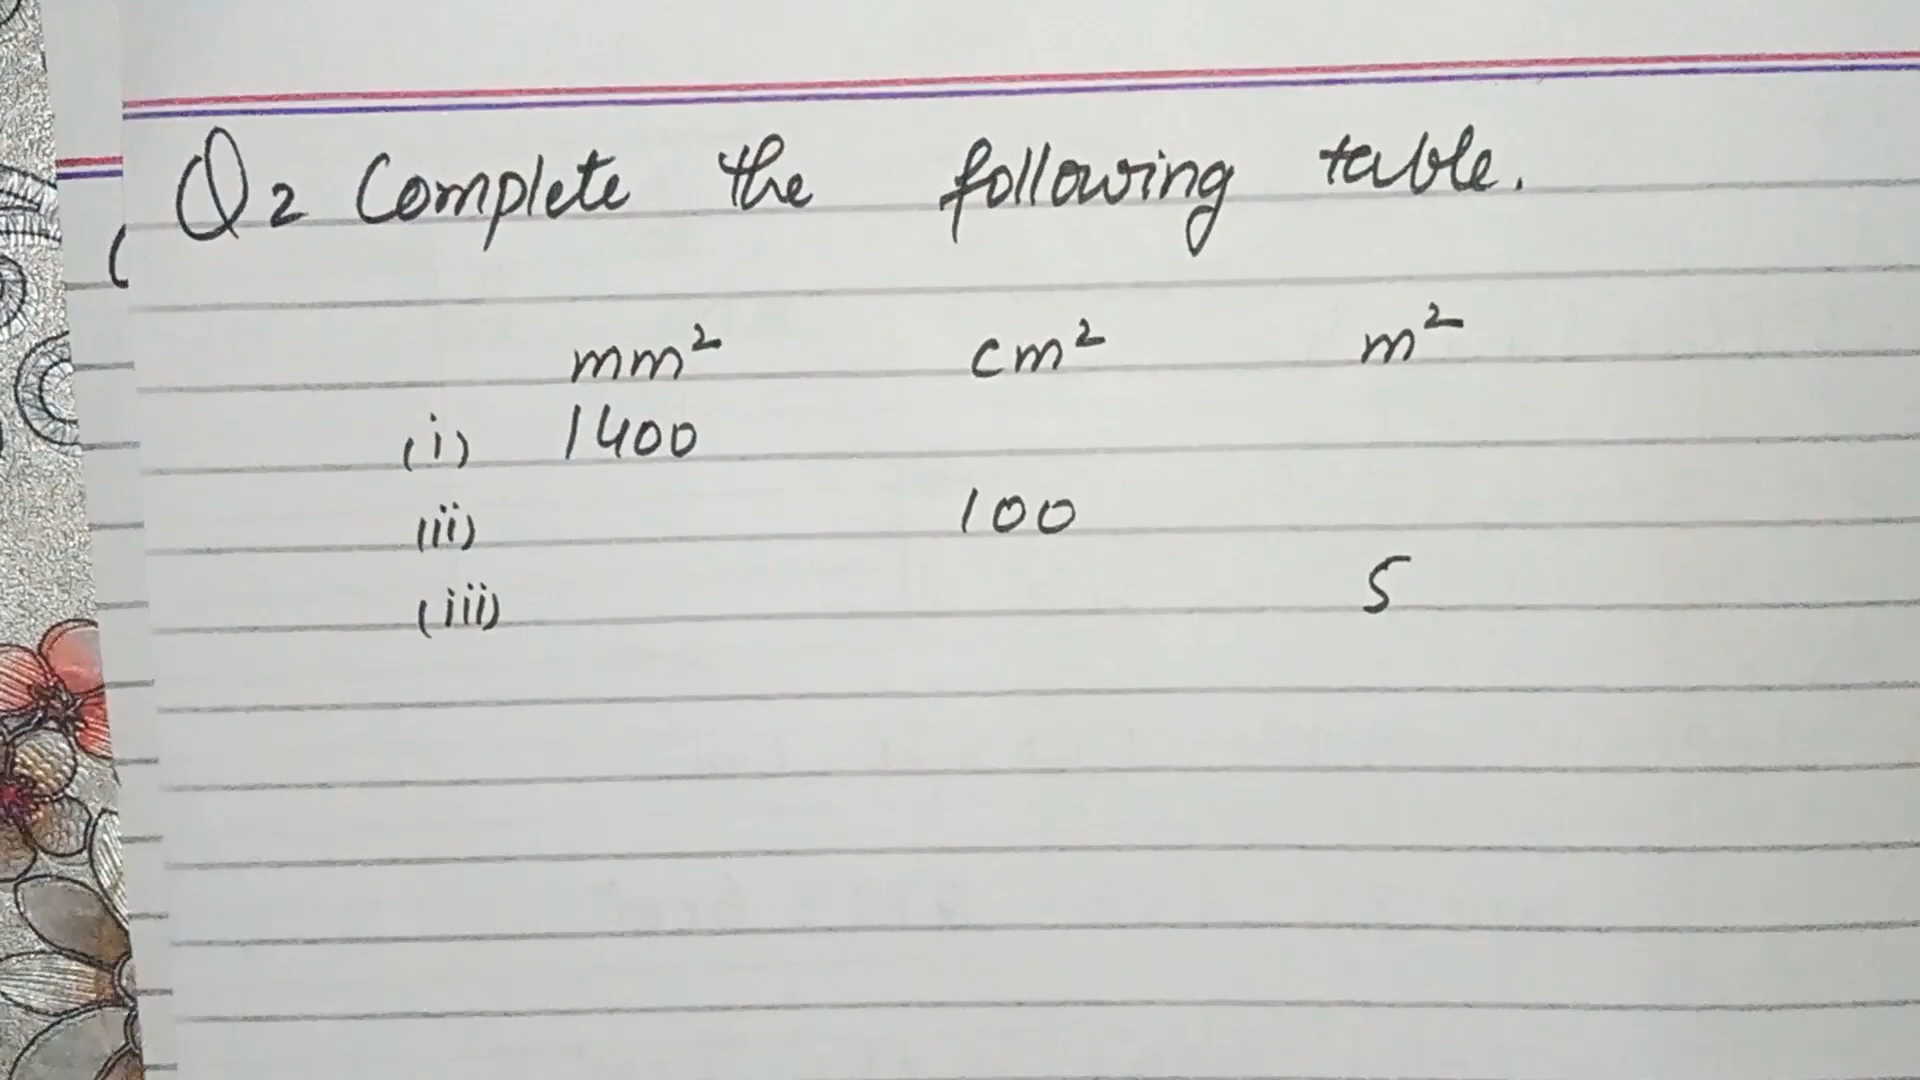 Q2 Complete the following table.
mm² cm² m²
(i) 1400
(ii) 100
(iii) 5